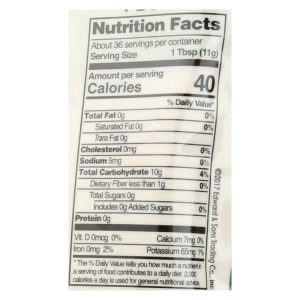 Nutrition Facts
About 36 servings per container
Serving Size 1 Tbsp (11g)
Amount per serving
Calories 40
% Daily Value*
Total Fat 0g 0%
Saturated Fat 0g 0%
Trans Fat 0g
Cholesterol 0mg 0%
Sodium 5mg 0%
Total Carbohydrate 10g 4%
Dietary Fiber less than 1g 0%
Total Sugars 0g
Includes 0g Added Sugars 0%
Protein 0g
Vit. D 0mcg 0% Calcium 7mg 0%
Iron 0mg 2% Potassium 65mg 1%
* The % Daily Value tells you how much a nutrient in
a serving of food contributes to a daily diet. 2,000
calories a day is used for general nutritional advice.
©2017 Edward & Sons Trading Co., Inc